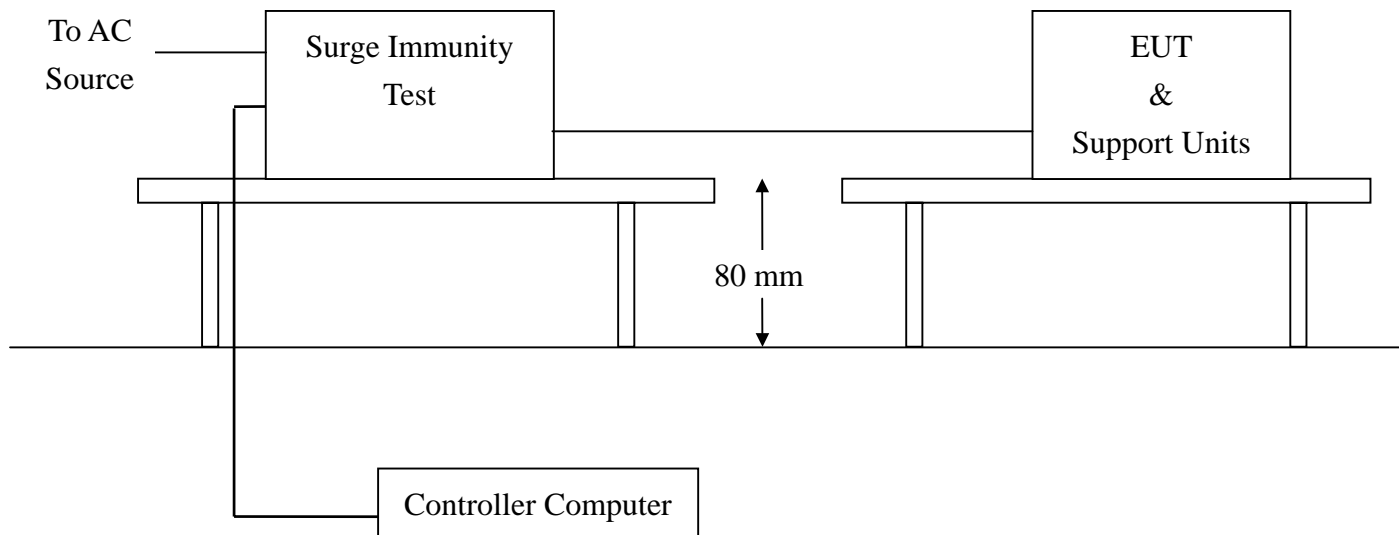 To AC
Source
Surge Immunity
Test
EUT
&
Support Units
80 mm
Controller Computer